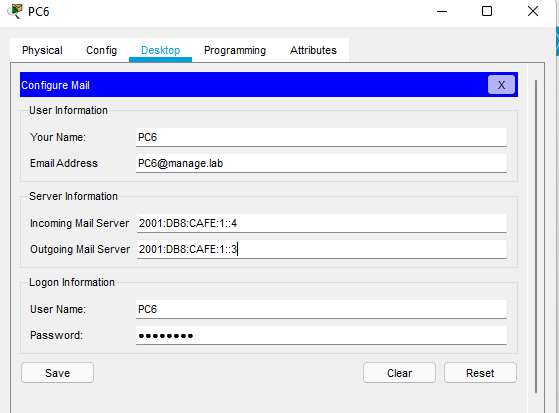 PC6
Physical Config Desktop Programming Attributes
Configure Mail X
User Information
Your Name: PC6
Email Address PC6@manage.lab
Server Information
Incoming Mail Server 2001:DB8:CAFE:1::4
Outgoing Mail Server 2001:DB8:CAFE:1::3
Logon Information
User Name: PC6
Password: ●●●●●●●●
Save Clear Reset